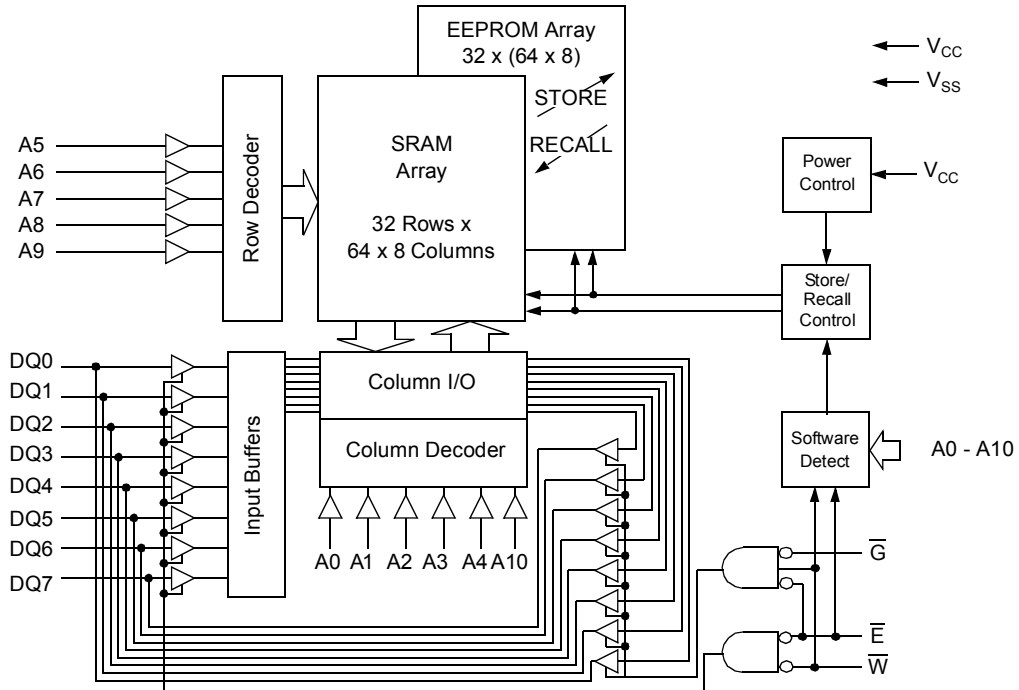 EEPROM Array
32 x (64 x 8)
STORE
RECALL
SRAM
Array
32 Rows x
64 x 8 Columns
Row Decoder
A5
A6
A7
A8
A9
V_CC
V_SS
Power
Control
V_CC
Store/
Recall
Control
Software
Detect
A0 - A10
DQ0
DQ1
DQ2
DQ3
DQ4
DQ5
DQ6
DQ7
Input Buffers
Column I/O
Column Decoder
A0 A1 A2 A3 A4 A10
G̅
E̅
W̅